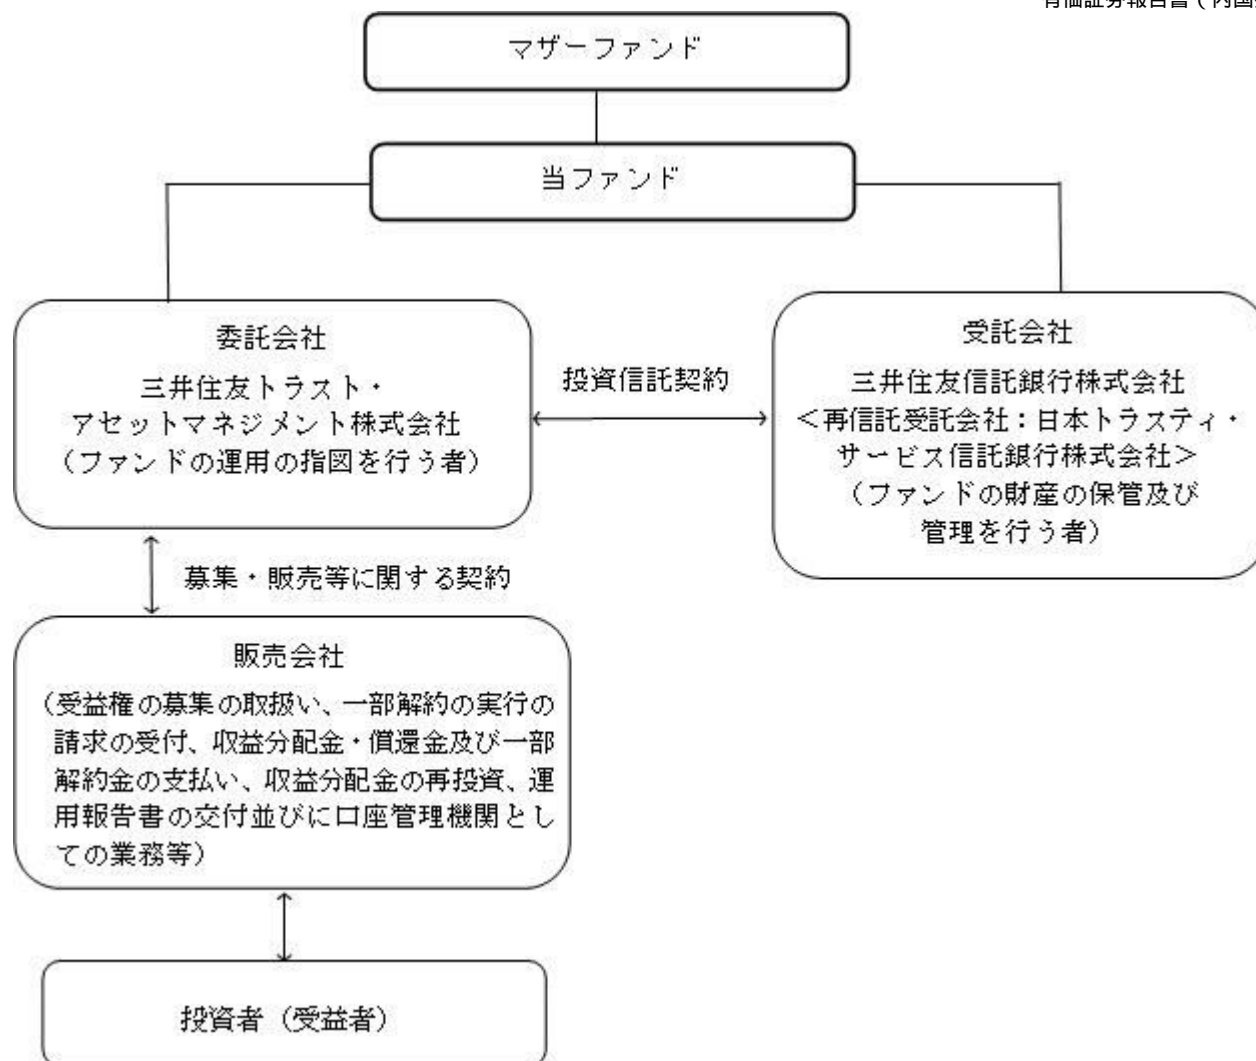 有価証券報告書（内国
マザーファンド
当ファンド
委託会社
三井住友トラスト・
アセットマネジメント株式会社
（ファンドの運用の指図を行う者）
投資信託契約
受託会社
三井住友信託銀行株式会社
＜再信託受託会社：日本トラスティ・
サービス信託銀行株式会社＞
（ファンドの財産の保管及び
管理を行う者）
募集・販売等に関する契約
販売会社
（受益権の募集の取扱い、一部解約の実行の
請求の受付、収益分配金・償還金及び一部
解約金の支払い、収益分配金の再投資、運
用報告書の交付並びに口座管理機関とし
ての業務等）
投資者（受益者）